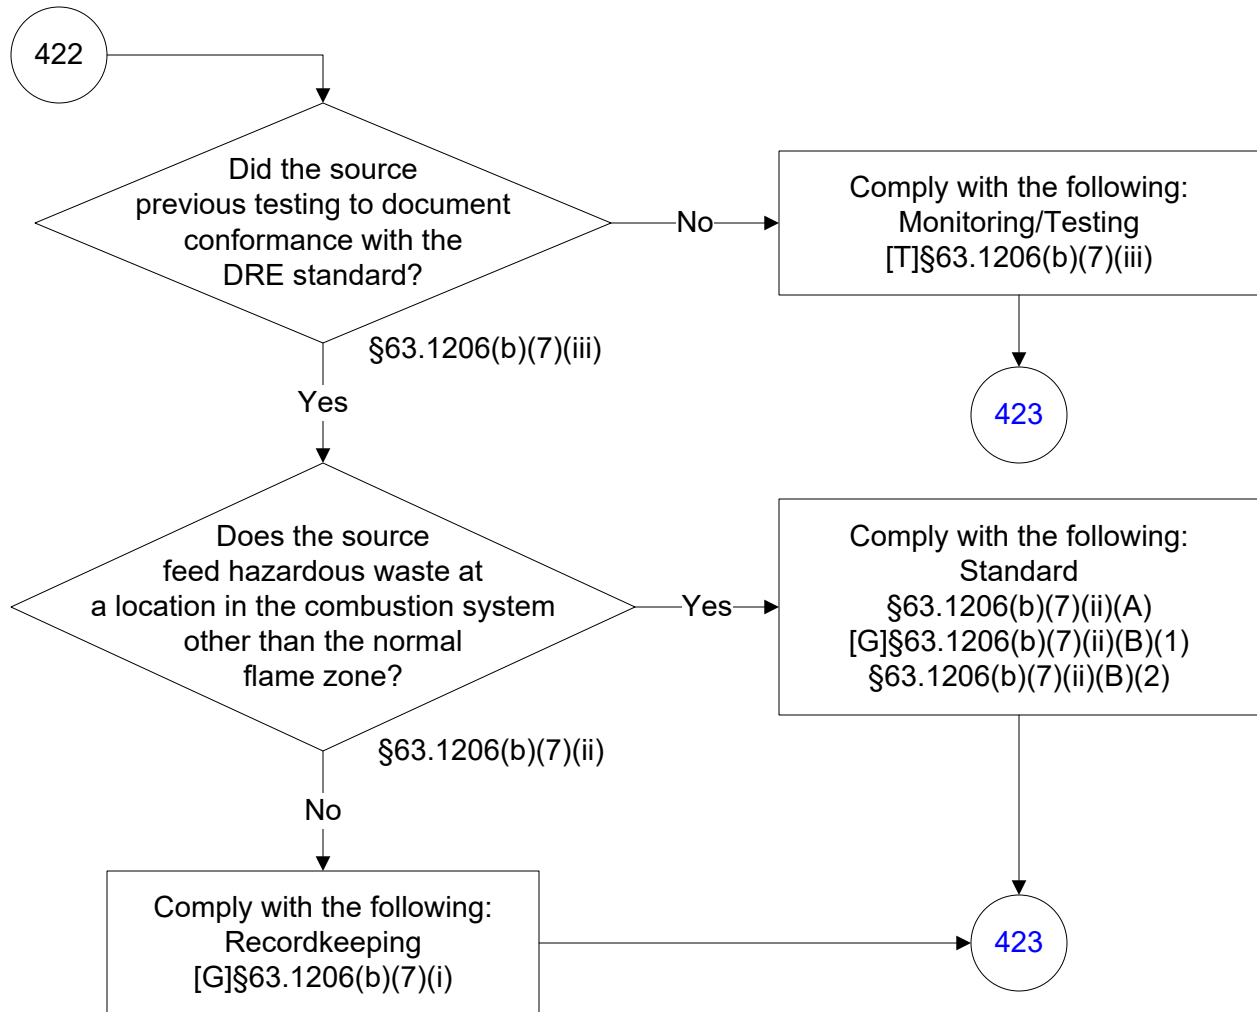 422
Did the source
previous testing to document
conformance with the
DRE standard?
No
Comply with the following:
Monitoring/Testing
[T]§63.1206(b)(7)(iii)
§63.1206(b)(7)(iii)
423
Yes
Does the source
feed hazardous waste at
a location in the combustion system
other than the normal
flame zone?
Yes
Comply with the following:
Standard
§63.1206(b)(7)(ii)(A)
[G]§63.1206(b)(7)(ii)(B)(1)
§63.1206(b)(7)(ii)(B)(2)
§63.1206(b)(7)(ii)
No
Comply with the following:
Recordkeeping
[G]§63.1206(b)(7)(i)
423